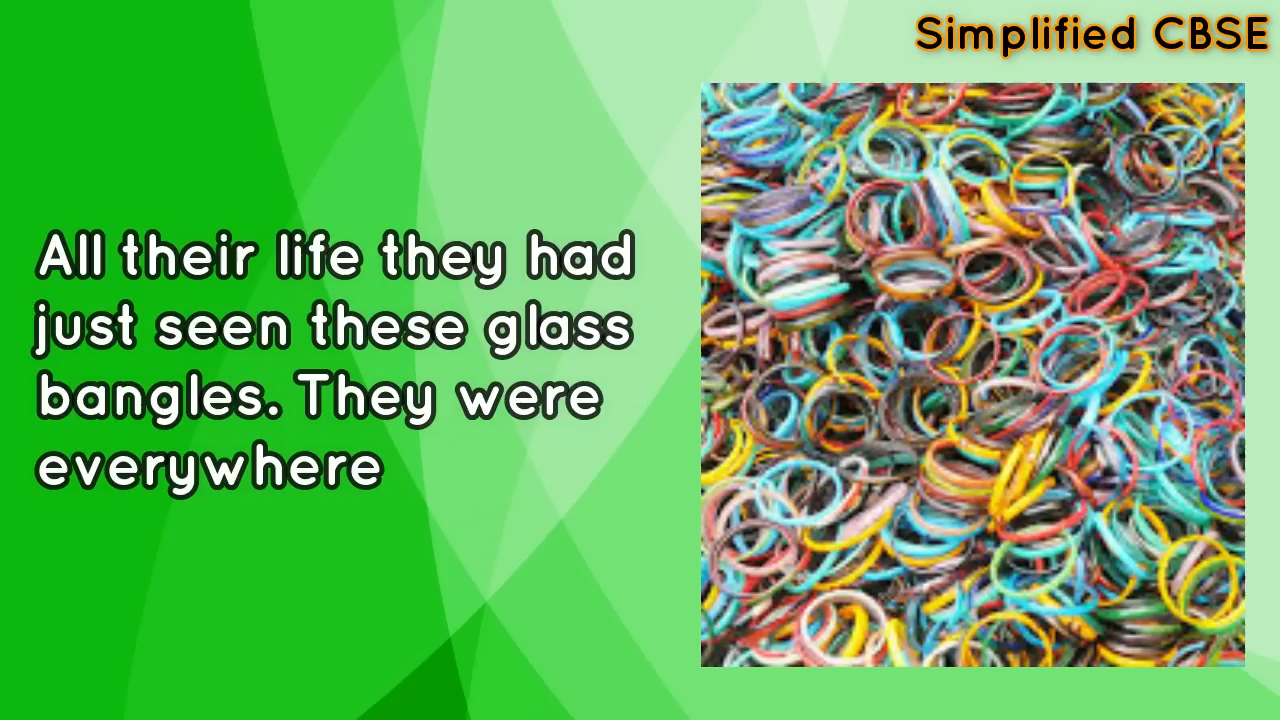 Simplified CBSE
All their life they had
just seen these glass
bangles. They were
everywhere